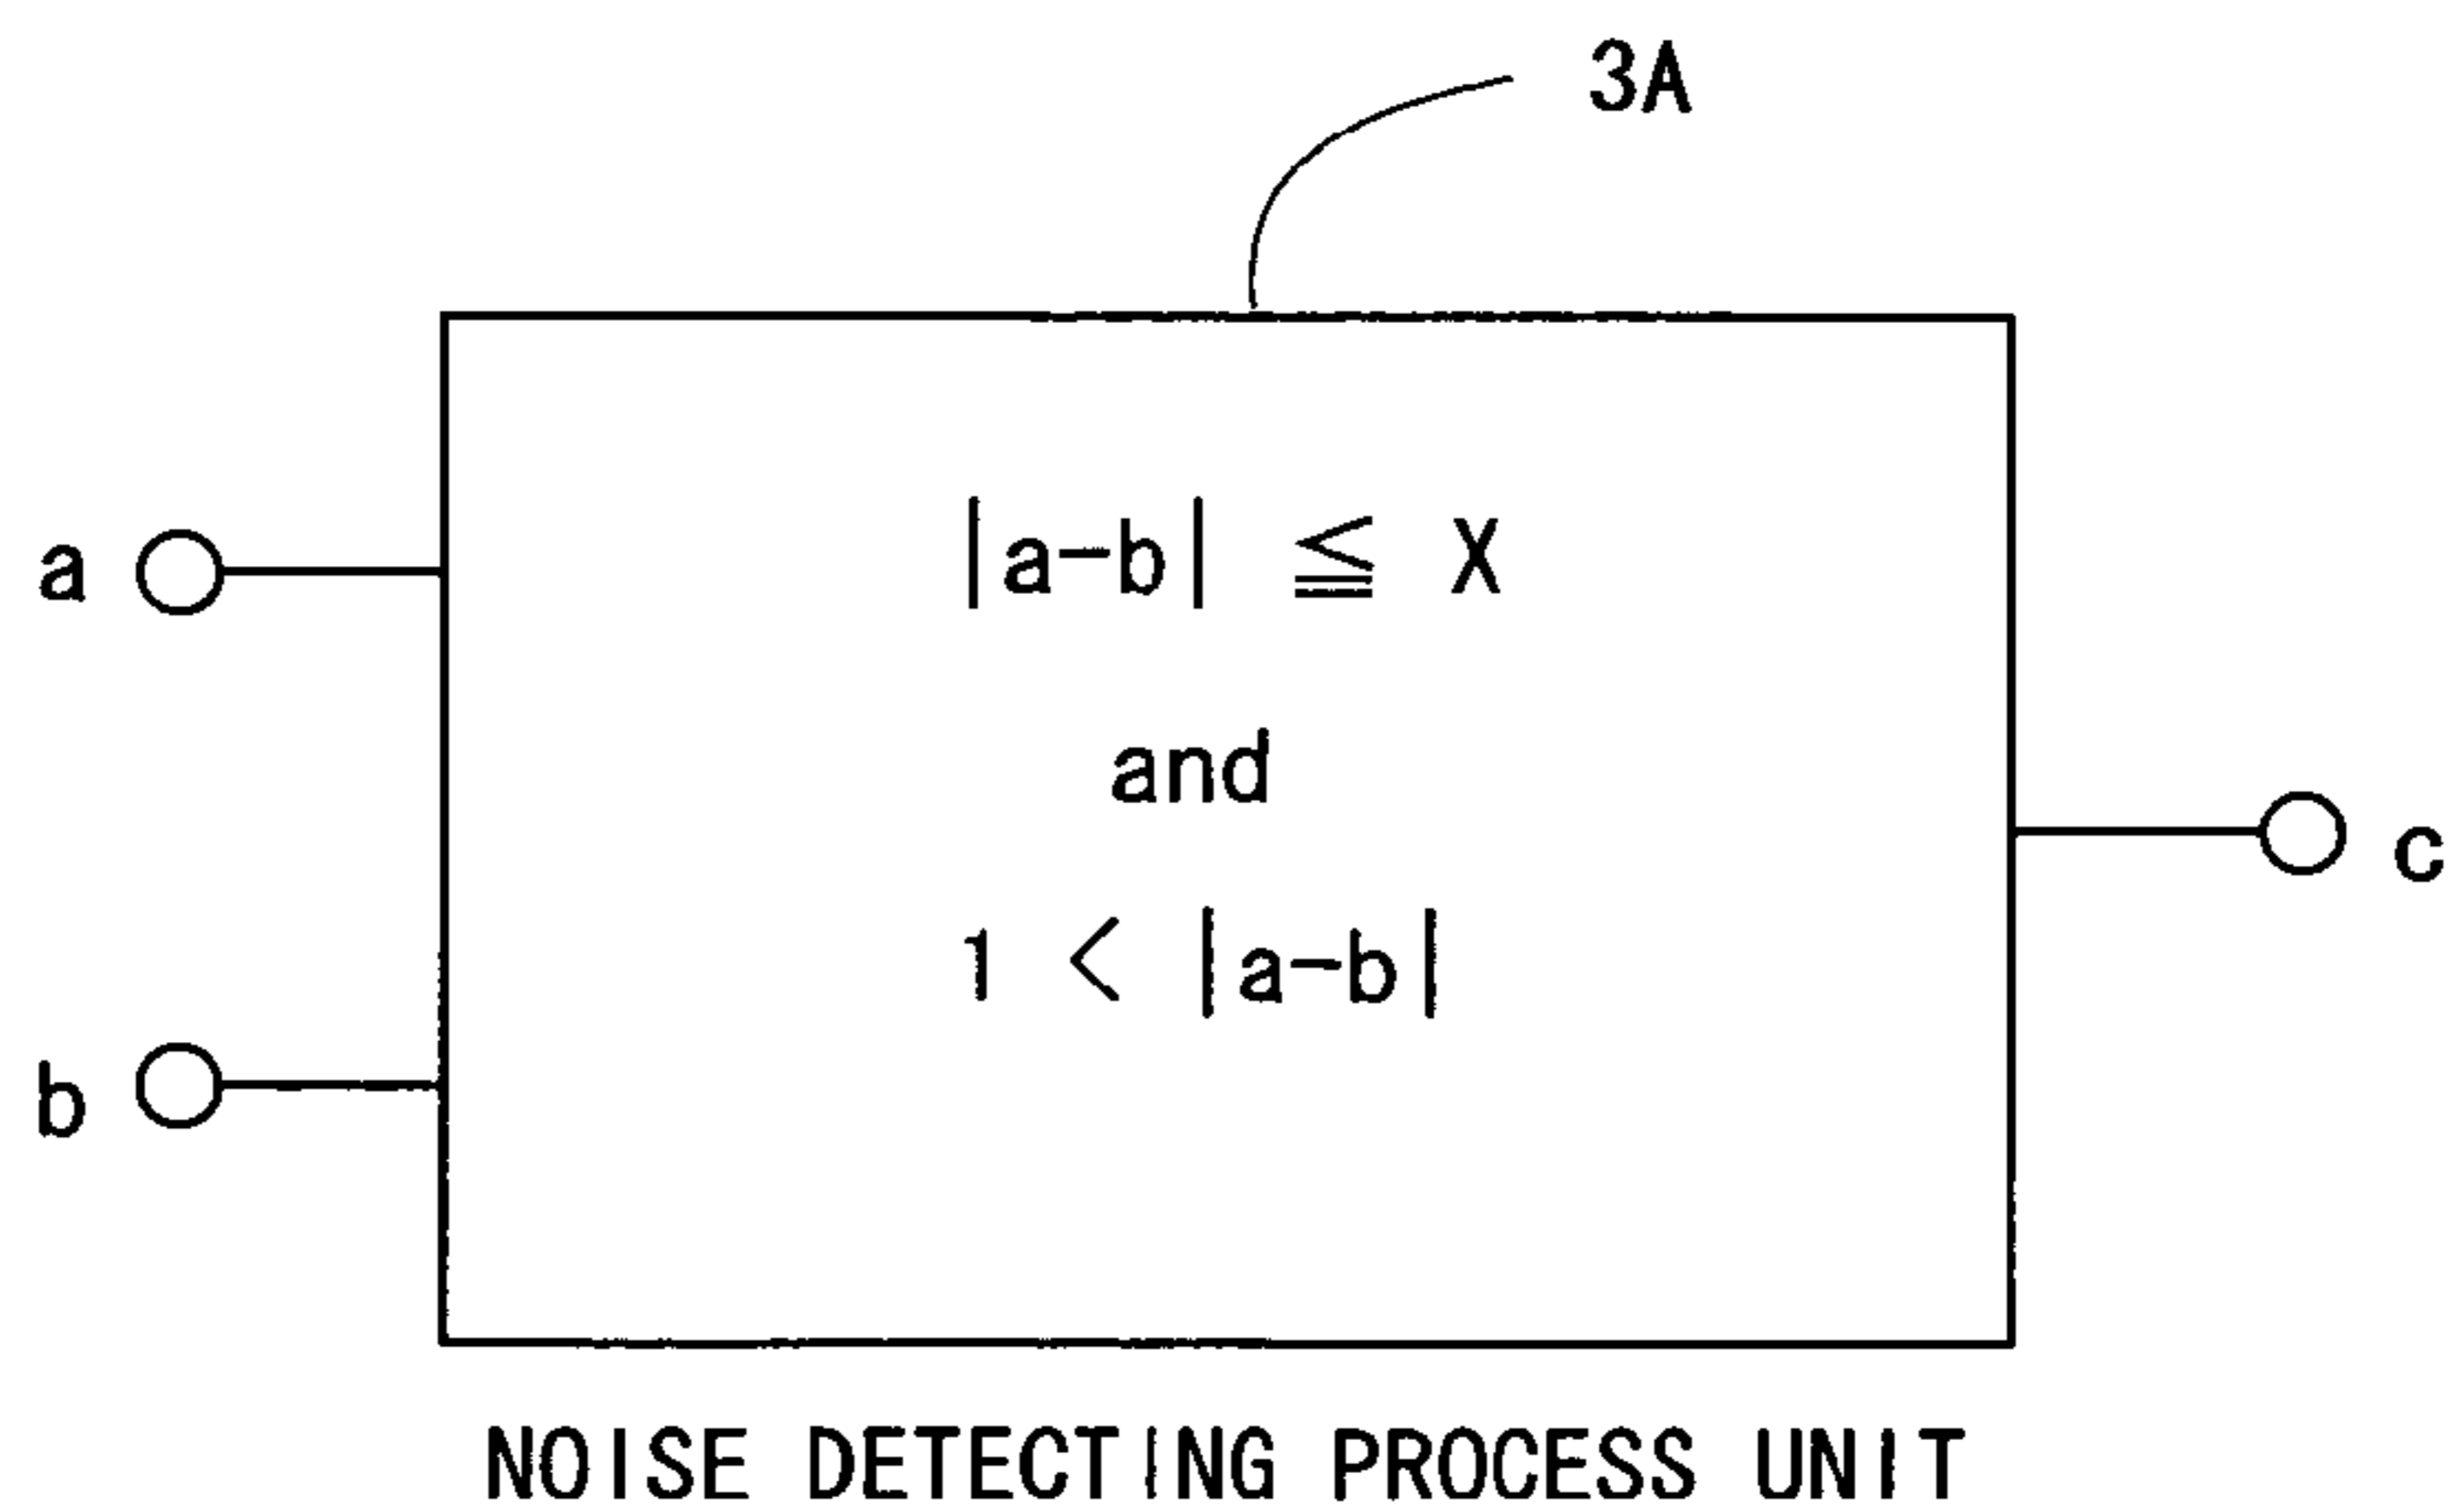 3A
|a-b| ≦ X
a
and
c
1 < |a-b|
b
NOISE DETECTING PROCESS UNIT